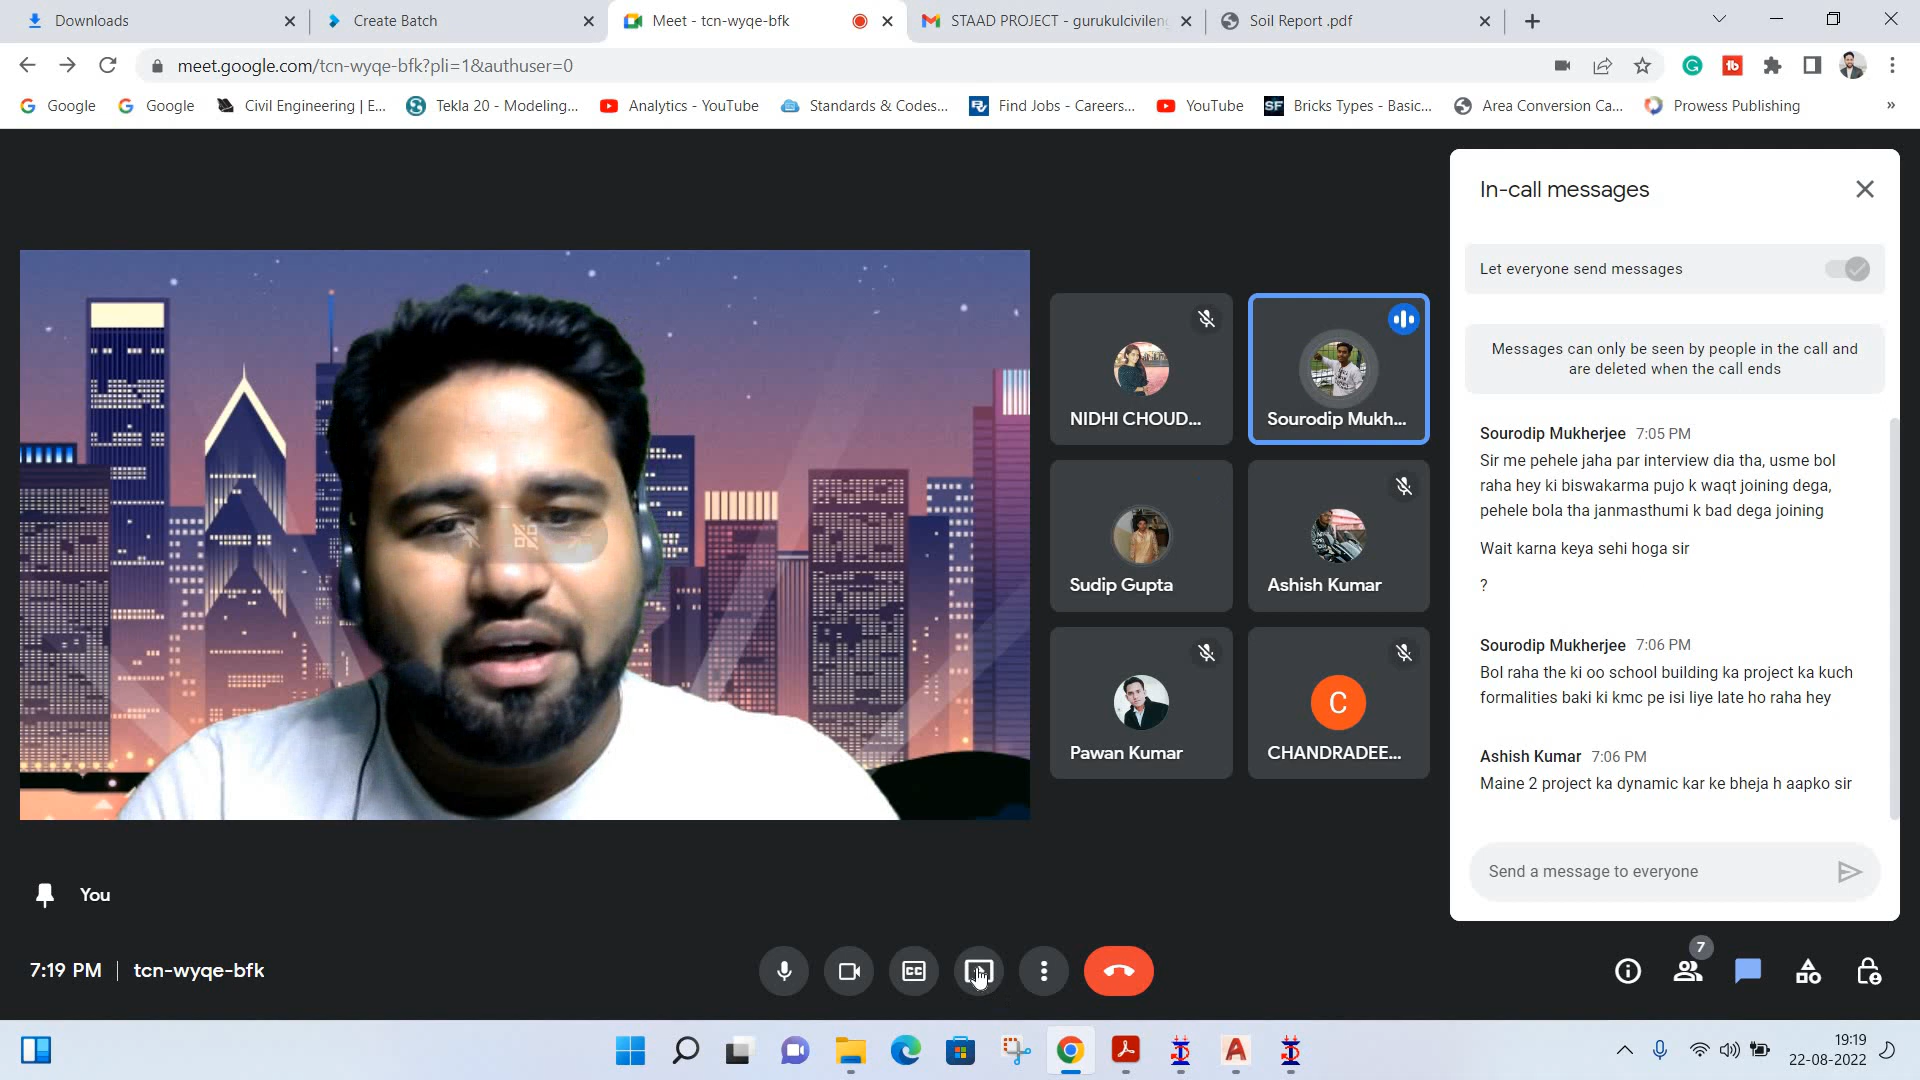 Downloads
Create Batch
Meet - tcn-wyqe-bfk
STAAD PROJECT - gurukulcivilen
Soil Report .pdf
meet.google.com/tcn-wyqe-bfk?pli=1&authuser=0
Google
Google
Civil Engineering | E...
Tekla 20 - Modeling...
Analytics - YouTube
Standards & Codes...
Find Jobs - Careers...
YouTube
SF
Bricks Types - Basic...
Area Conversion Ca...
Prowess Publishing
»
In-call messages
Let everyone send messages
Messages can only be seen by people in the call and
are deleted when the call ends
NIDHI CHOUD...
Sourodip Mukh...
Sudip Gupta
Ashish Kumar
Pawan Kumar
C
CHANDRADEE...
Sourodip Mukherjee 7:05 PM
Sir me pehele jaha par interview dia tha, usme bol
raha hey ki biswakarma pujo k waqt joining dega,
pehele bola tha janmasthumi k bad dega joining
Wait karna keya sehi hoga sir
?
Sourodip Mukherjee 7:06 PM
Bol raha the ki oo school building ka project ka kuch
formalities baki ki kmc pe isi liye late ho raha hey
Ashish Kumar 7:06 PM
Maine 2 project ka dynamic kar ke bheja h aapko sir
Send a message to everyone
You
7:19 PM | tcn-wyqe-bfk
CC
7
19:19
22-08-2022